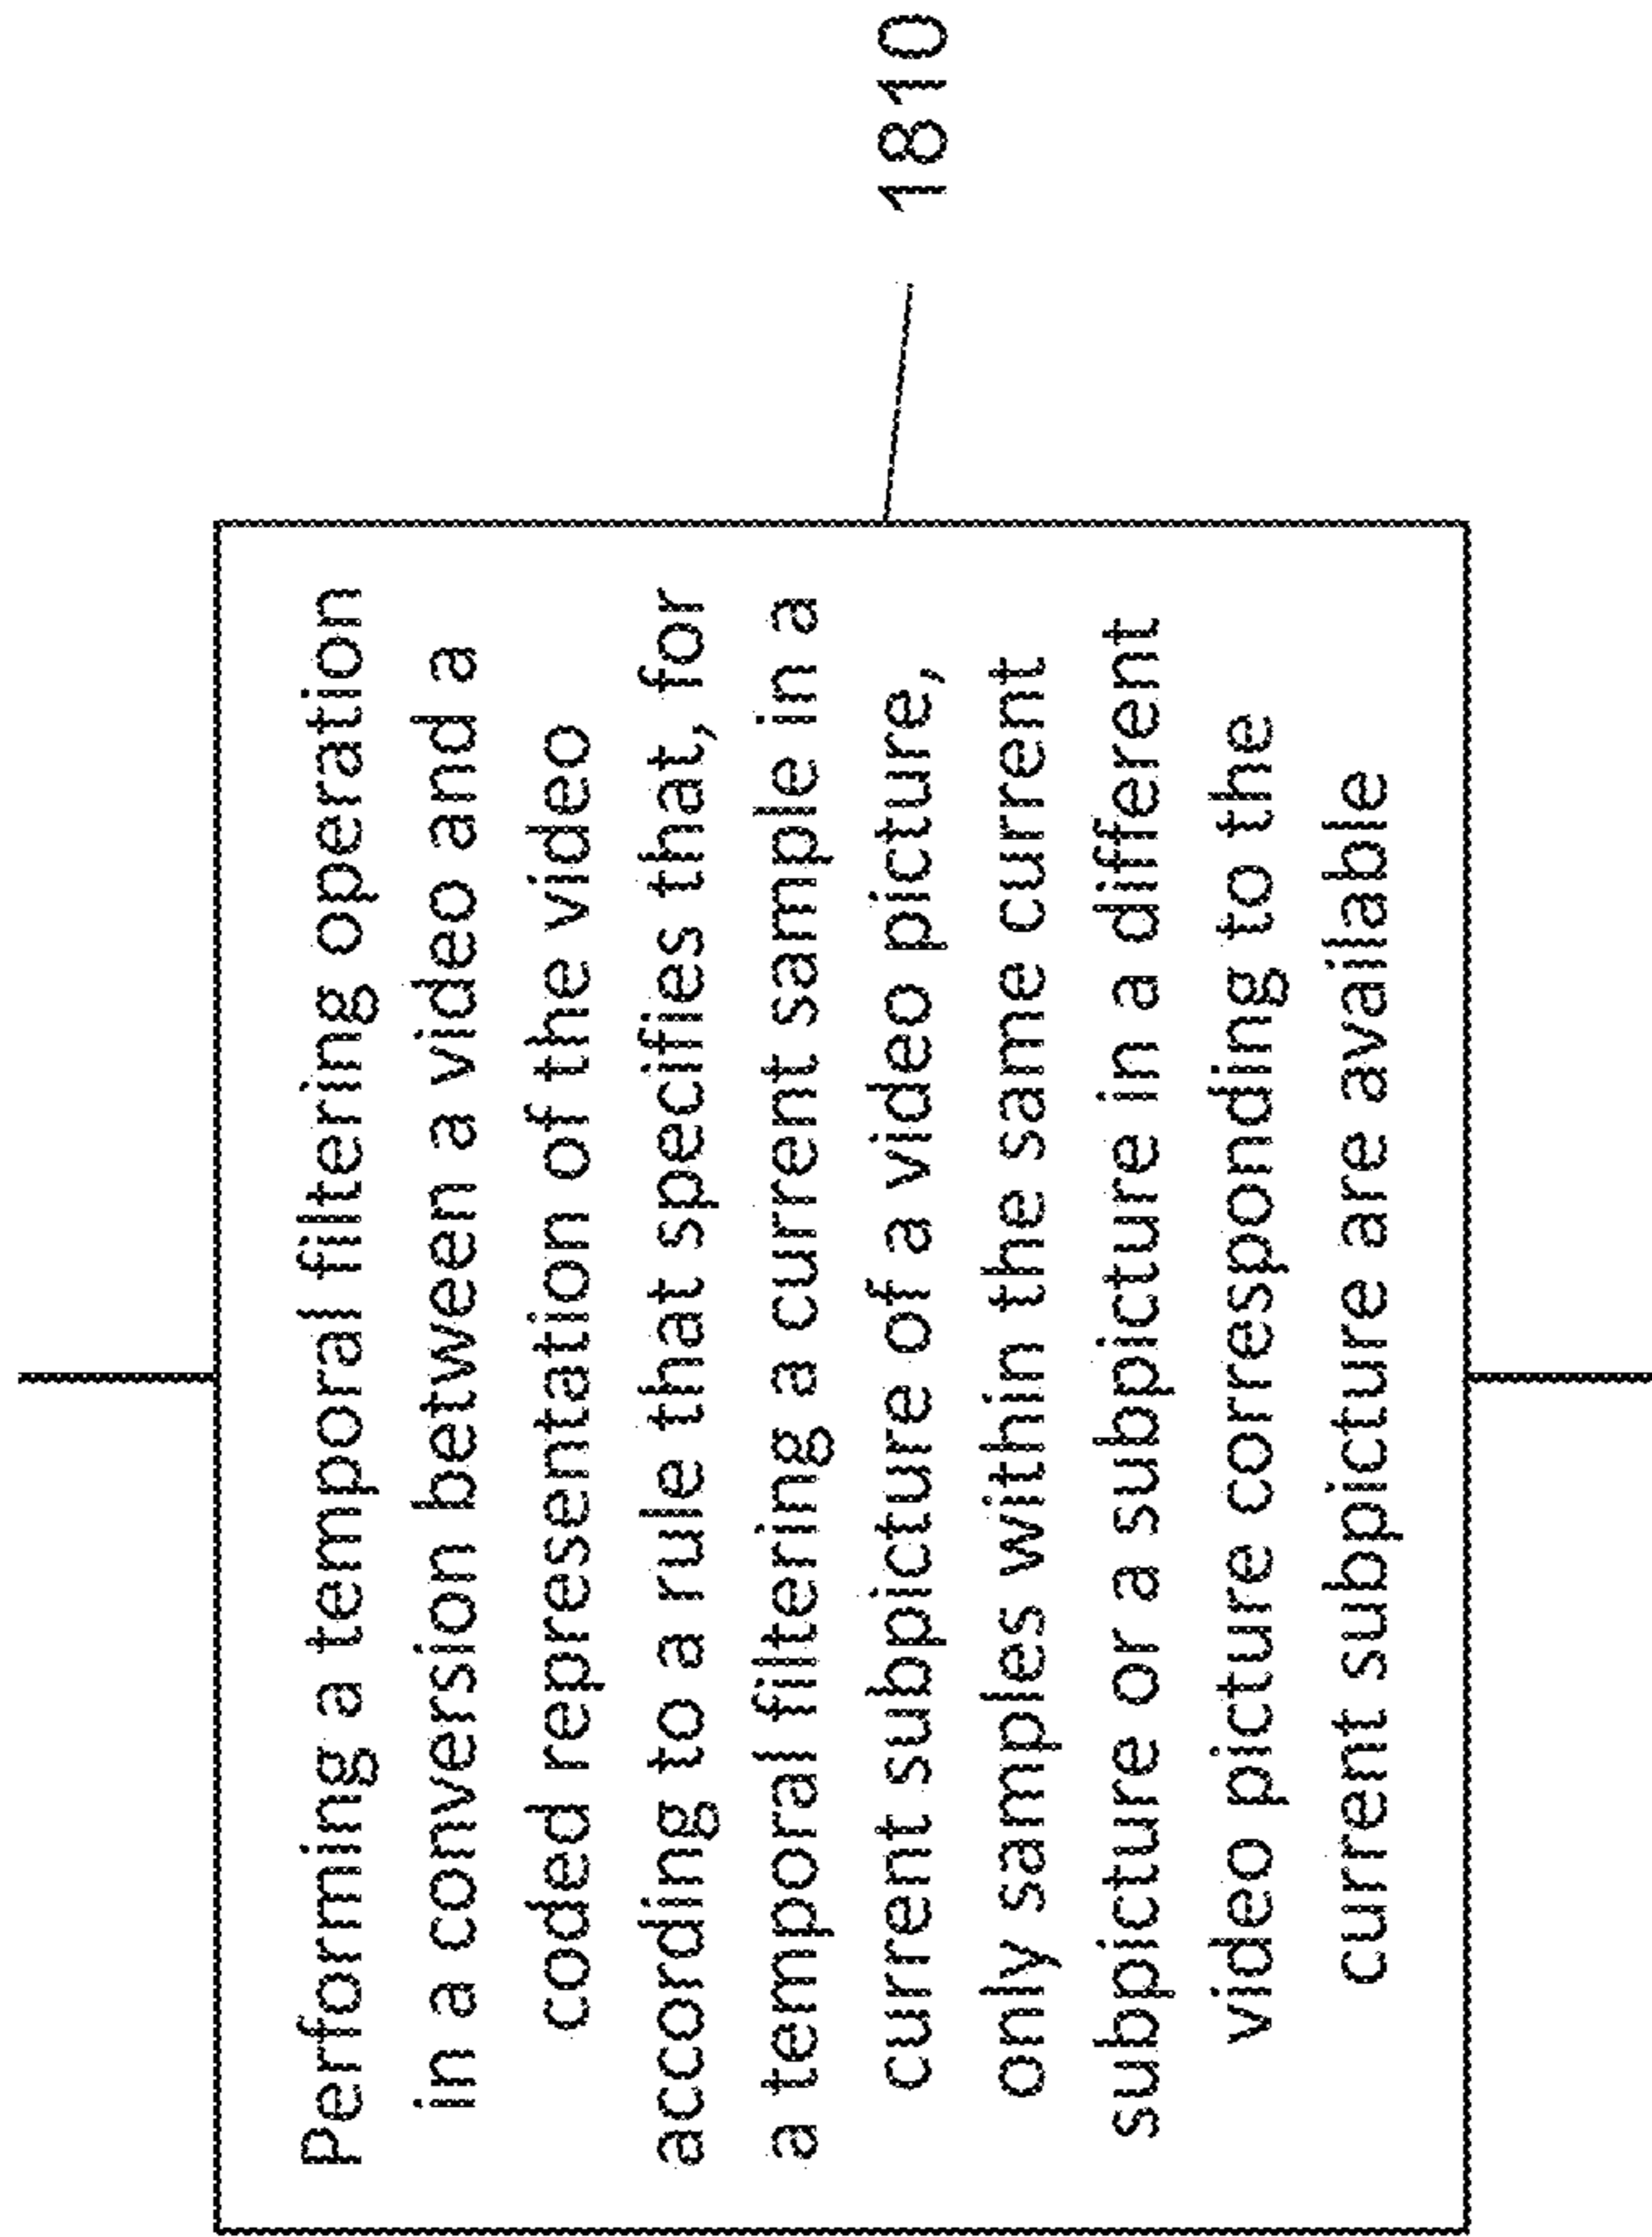 Performing a temporal filtering operation
in a conversion between a video and a
coded representation of the video
according to a rule that specifies that, for
a temporal filtering a current sample in a
current subpicture of a video picture,
only samples within the same current
subpicture or a subpicture in a different
video picture corresponding to the
current subpicture are available
1810